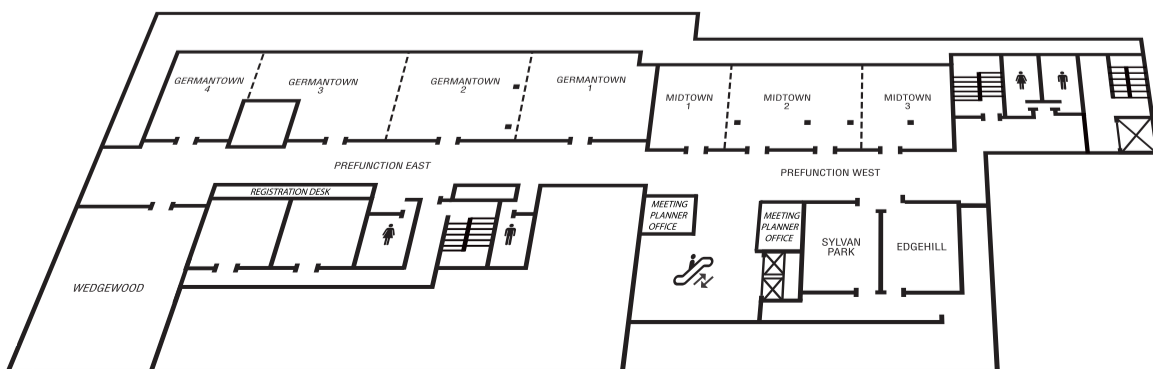 GERMANTOWN
4
GERMANTOWN
3
GERMANTOWN
2
GERMANTOWN
1
MIDTOWN
1
MIDTOWN
2
MIDTOWN
3
PREFUNCTION EAST
PREFUNCTION WEST
REGISTRATION DESK
MEETING
PLANNER
OFFICE
MEETING
PLANNER
OFFICE
SYLVAN
PARK
EDGEHILL
WEDGEWOOD